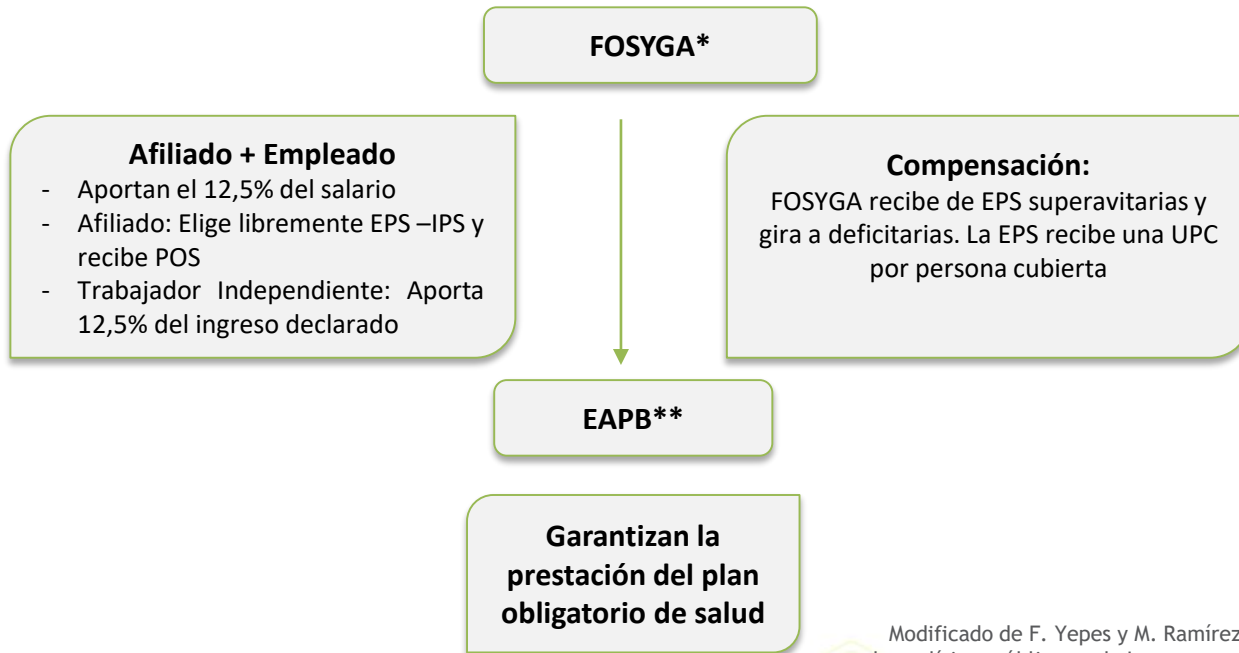 FOSYGA*
Afiliado + Empleado
- Aportan el 12,5% del salario
- Afiliado: Elige libremente EPS –IPS y
recibe POS
- Trabajador Independiente: Aporta
12,5% del ingreso declarado
Compensación:
FOSYGA recibe de EPS superavitarias y
gira a deficitarias. La EPS recibe una UPC
por persona cubierta
EAPB**
Garantizan la
prestación del plan
obligatorio de salud
Modificado de F. Yepes y M. Ramírez